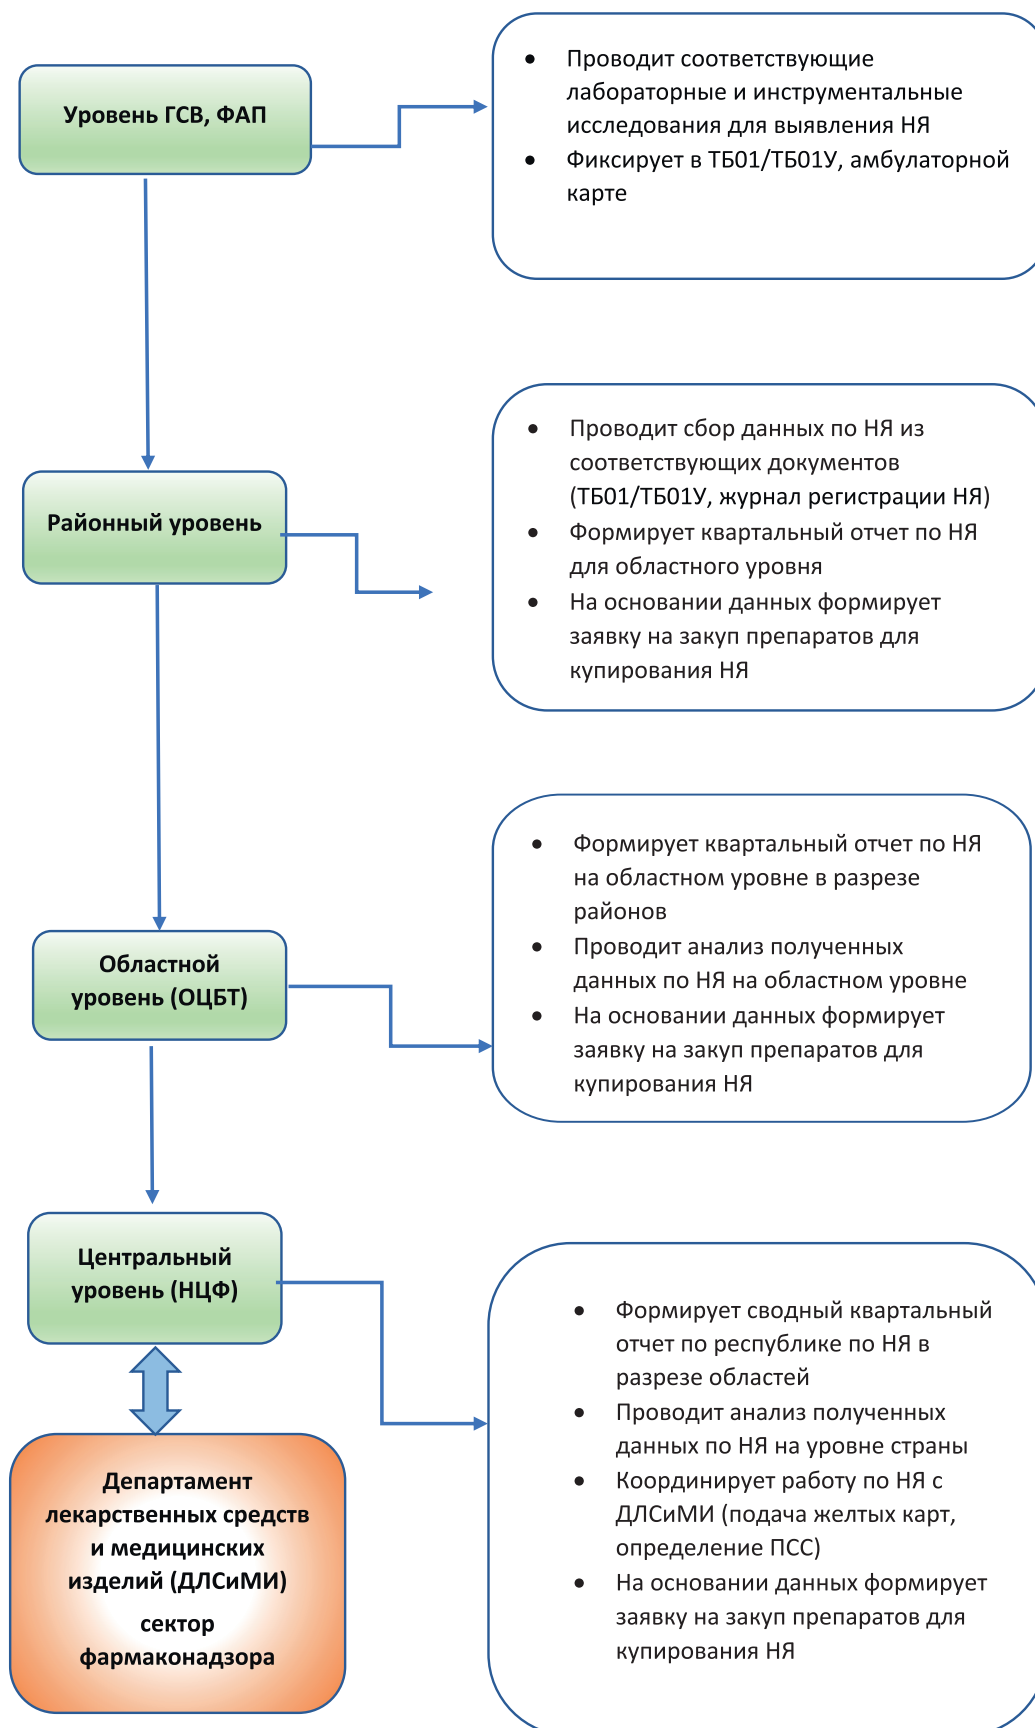 Уровень ГСВ, ФАП
• Проводит соответствующие
лабораторные и инструментальные
исследования для выявления НЯ
• Фиксирует в ТБ01/ТБ01У, амбулаторной
карте
Районный уровень
• Проводит сбор данных по НЯ из
соответствующих документов
(ТБ01/ТБ01У, журнал регистрации НЯ)
• Формирует квартальный отчет по НЯ
для областного уровня
• На основании данных формирует
заявку на закуп препаратов для
купирования НЯ
Областной
уровень (ОЦБТ)
• Формирует квартальный отчет по НЯ
на областном уровне в разрезе
районов
• Проводит анализ полученных
данных по НЯ на областном уровне
• На основании данных формирует
заявку на закуп препаратов для
купирования НЯ
Центральный
уровень (НЦФ)
• Формирует сводный квартальный
отчет по республике по НЯ в
разрезе областей
• Проводит анализ полученных
данных по НЯ на уровне страны
• Координирует работу по НЯ с
ДЛСиМИ (подача желтых карт,
определение ПСС)
• На основании данных формирует
заявку на закуп препаратов для
купирования НЯ
Департамент
лекарственных средств
и медицинских
изделий (ДЛСиМИ)
сектор
фармаконадзора